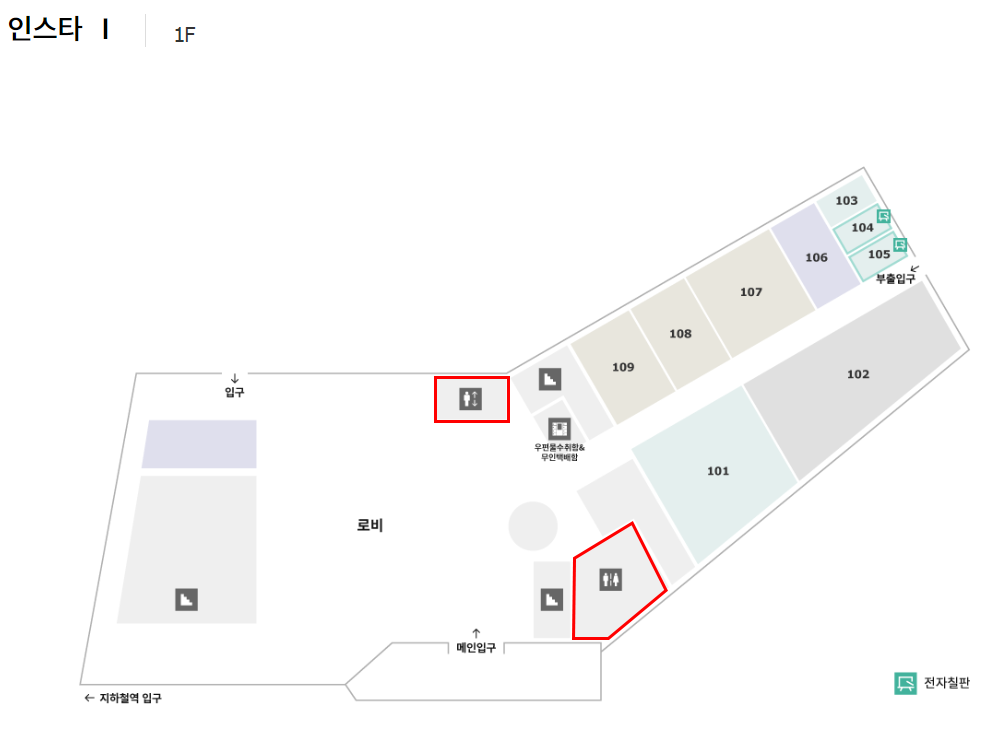 인스타 Ⅰ
1F
103
104
105
부출입구
106
107
108
109
102
101
입구
우편물수취함&
무인택배함
로비
메인입구
← 지하철역 입구
전자칠판